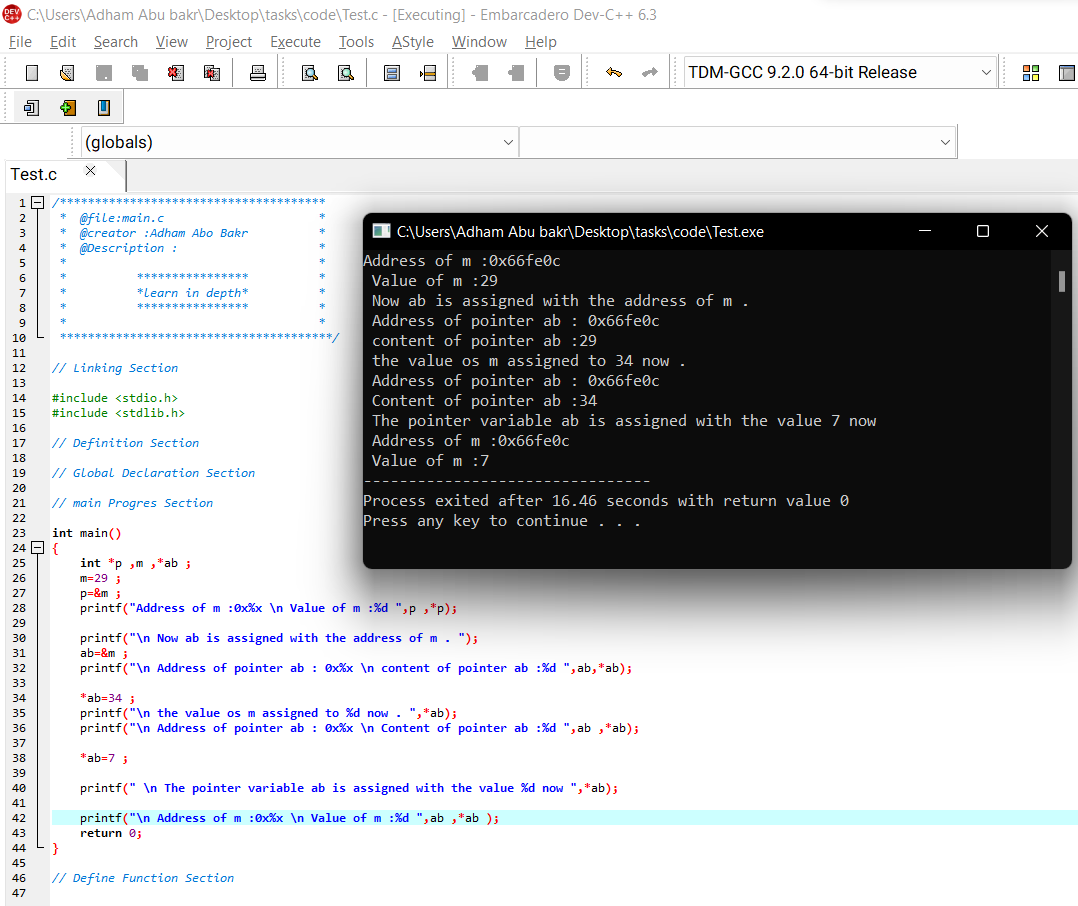 DEV C++ C:\Users\Adham Abu bakr\Desktop\tasks\code\Test.c - [Executing] - Embarcadero Dev-C++ 6.3
File Edit Search View Project Execute Tools AStyle Window Help
TDM-GCC 9.2.0 64-bit Release
(globals)
Test.c
1 /**************************************
2 * @file:main.c *
3 * @creator :Adham Abo Bakr *
4 * @Description : *
5 * *
6 * **************** *
7 * *learn in depth* *
8 * **************** *
9 * *
10 ***************************************/
11
12 // Linking Section
13
14 #include <stdio.h>
15 #include <stdlib.h>
16
17 // Definition Section
18
19 // Global Declaration Section
20
21 // main Progres Section
22
23 int main()
24 {
25 int *p ,m ,*ab ;
26 m=29 ;
27 p=&m ;
28 printf("Address of m :0x%x \n Value of m :%d ",p ,*p);
29
30 printf("\n Now ab is assigned with the address of m . ");
31 ab=&m ;
32 printf("\n Address of pointer ab : 0x%x \n content of pointer ab :%d ",ab,*ab);
33
34 *ab=34 ;
35 printf("\n the value os m assigned to %d now . ",*ab);
36 printf("\n Address of pointer ab : 0x%x \n Content of pointer ab :%d ",ab ,*ab);
37
38 *ab=7 ;
39
40 printf(" \n The pointer variable ab is assigned with the value %d now ",*ab);
41
42 printf("\n Address of m :0x%x \n Value of m :%d ",ab ,*ab );
43 return 0;
44 }
45
46 // Define Function Section
47
C:\Users\Adham Abu bakr\Desktop\tasks\code\Test.exe
Address of m :0x66fe0c
Value of m :29
Now ab is assigned with the address of m .
Address of pointer ab : 0x66fe0c
content of pointer ab :29
the value os m assigned to 34 now .
Address of pointer ab : 0x66fe0c
Content of pointer ab :34
The pointer variable ab is assigned with the value 7 now
Address of m :0x66fe0c
Value of m :7
--------------------------------
Process exited after 16.46 seconds with return value 0
Press any key to continue . . .